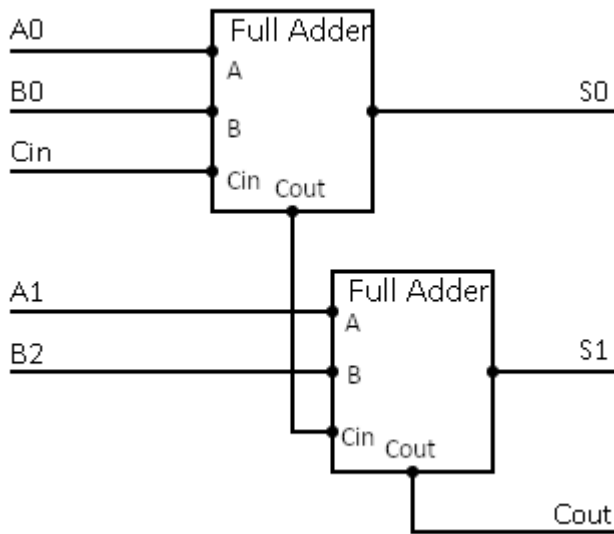 A0
Full Adder
A
B0
S0
B
Cin
Cin
Cout
A1
Full Adder
A
B2
S1
B
Cin
Cout
Cout